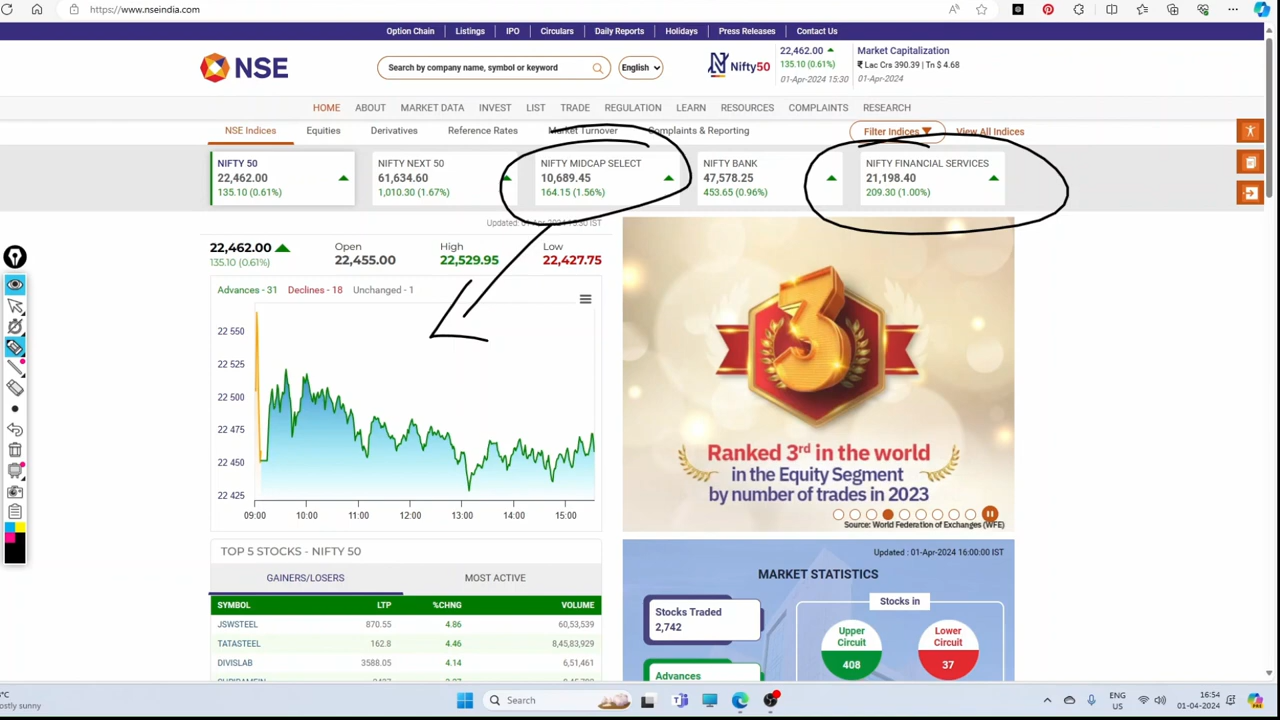 https://www.nseindia.com
Option Chain Listings IPO Circulars Daily Reports Holidays Press Releases Contact Us
NSE
Search by company name, symbol or keyword
English
Nifty50
22,462.00
135.10 (0.61%)
01-Apr-2024 15:30
Market Capitalization
₹ Lac Crs 390.39 | Tn $ 4.68
01-Apr-2024
HOME ABOUT MARKET DATA INVEST LIST TRADE REGULATION LEARN RESOURCES COMPLAINTS RESEARCH
NSE Indices Equities Derivatives Reference Rates Market Turnover Complaints & Reporting
Filter Indices View All Indices
NIFTY 50
22,462.00
135.10 (0.61%)
NIFTY NEXT 50
61,634.60
1,010.30 (1.67%)
NIFTY MIDCAP SELECT
10,689.45
164.15 (1.56%)
NIFTY BANK
47,578.25
453.65 (0.96%)
NIFTY FINANCIAL SERVICES
21,198.40
209.30 (1.00%)
Updated: 01-Apr-2024 15:30 IST
22,462.00
135.10 (0.61%)
Open
22,455.00
High
22,529.95
Low
22,427.75
Advances - 31 Declines - 18 Unchanged - 1
22 550
22 525
22 500
22 475
22 450
22 425
09:00 10:00 11:00 12:00 13:00 14:00 15:00
3
Ranked 3rd in the world
in the Equity Segment
by number of trades in 2023
Source: World Federation of Exchanges (WFE)
TOP 5 STOCKS - NIFTY 50
GAINERS/LOSERS MOST ACTIVE
SYMBOL LTP %CHNG VOLUME
JSWSTEEL 870.55 4.86 60,53,539
TATASTEEL 162.8 4.46 8,45,83,929
DIVISLAB 3588.05 4.14 6,51,461
Updated : 01-Apr-2024 16:00:00 IST
MARKET STATISTICS
Stocks Traded
2,742
Advances
Stocks in
Upper
Circuit
408
Lower
Circuit
37
Search
ENG
16:54
01-04-2024